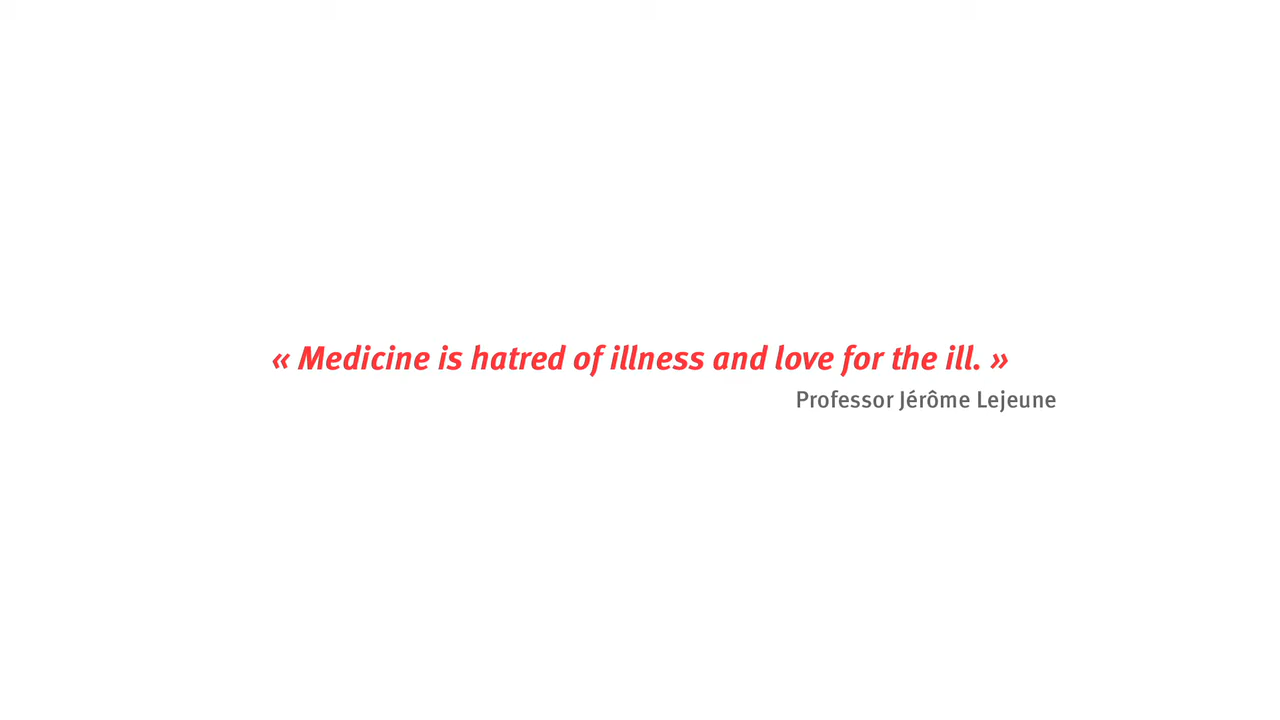 « Medicine is hatred of illness and love for the ill. »
Professor Jérôme Lejeune